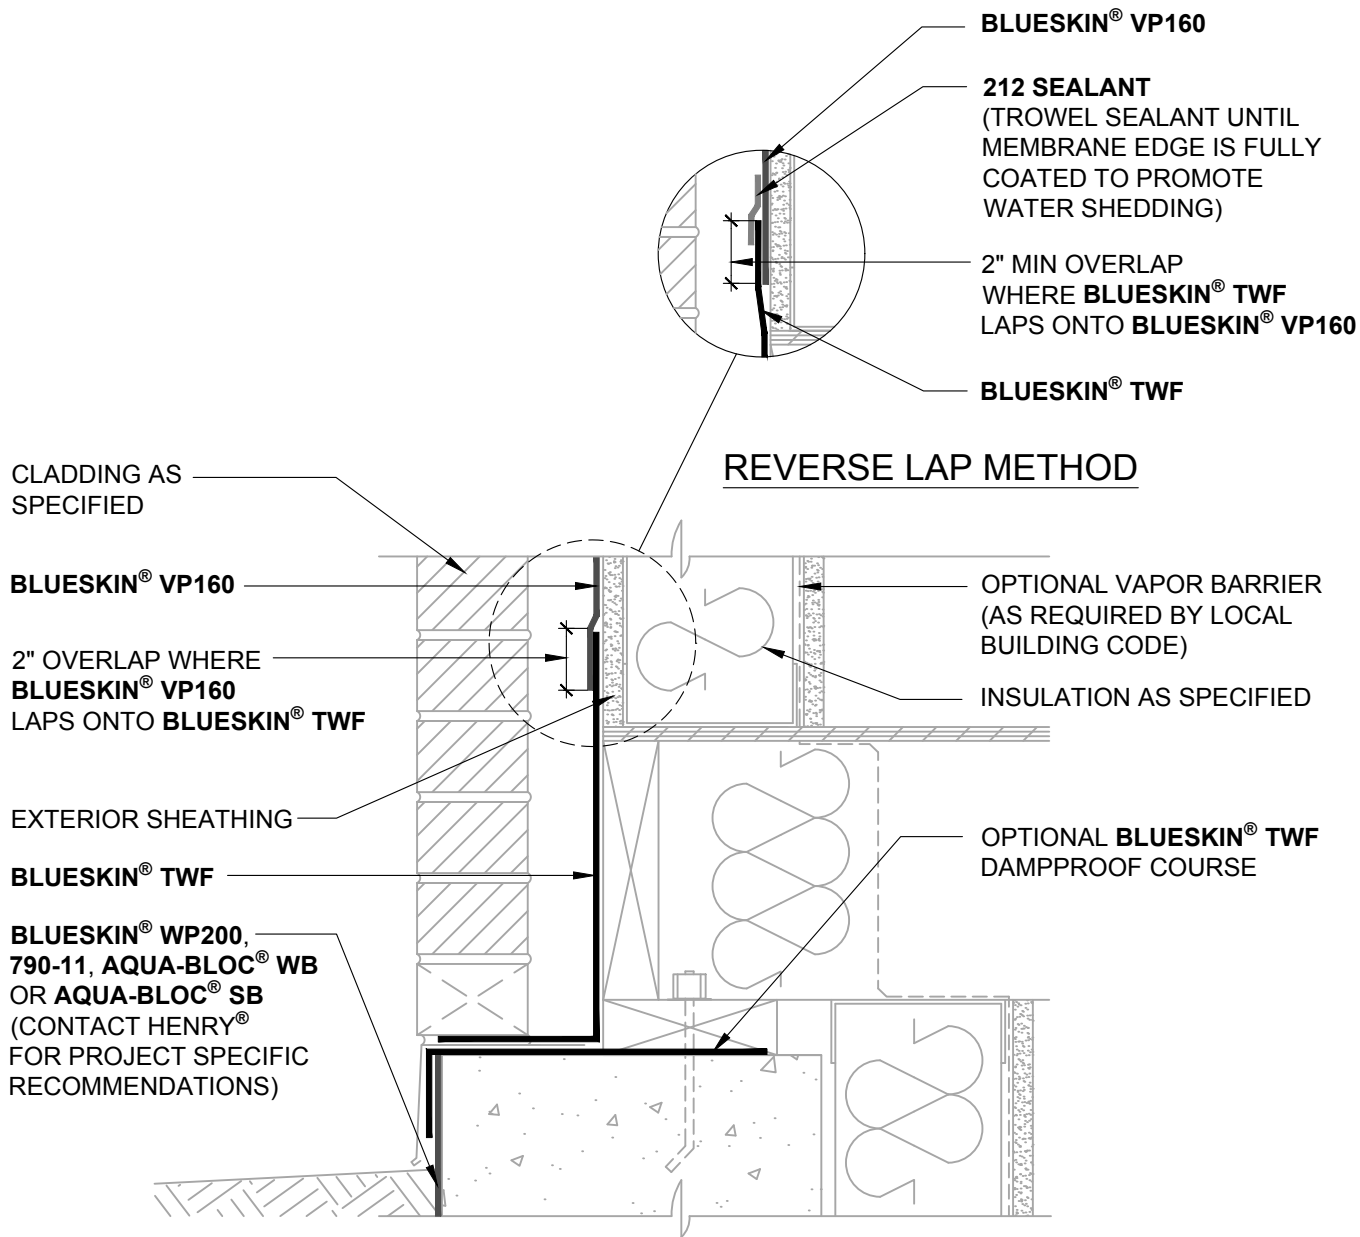 BLUESKIN® VP160
212 SEALANT
(TROWEL SEALANT UNTIL
MEMBRANE EDGE IS FULLY
COATED TO PROMOTE
WATER SHEDDING)
2" MIN OVERLAP
WHERE BLUESKIN® TWF
LAPS ONTO BLUESKIN® VP160
BLUESKIN® TWF
REVERSE LAP METHOD
CLADDING AS
SPECIFIED
BLUESKIN® VP160
2" OVERLAP WHERE
BLUESKIN® VP160
LAPS ONTO BLUESKIN® TWF
EXTERIOR SHEATHING
BLUESKIN® TWF
BLUESKIN® WP200,
790-11, AQUA-BLOC® WB
OR AQUA-BLOC® SB
(CONTACT HENRY®
FOR PROJECT SPECIFIC
RECOMMENDATIONS)
OPTIONAL VAPOR BARRIER
(AS REQUIRED BY LOCAL
BUILDING CODE)
INSULATION AS SPECIFIED
OPTIONAL BLUESKIN® TWF
DAMPPROOF COURSE